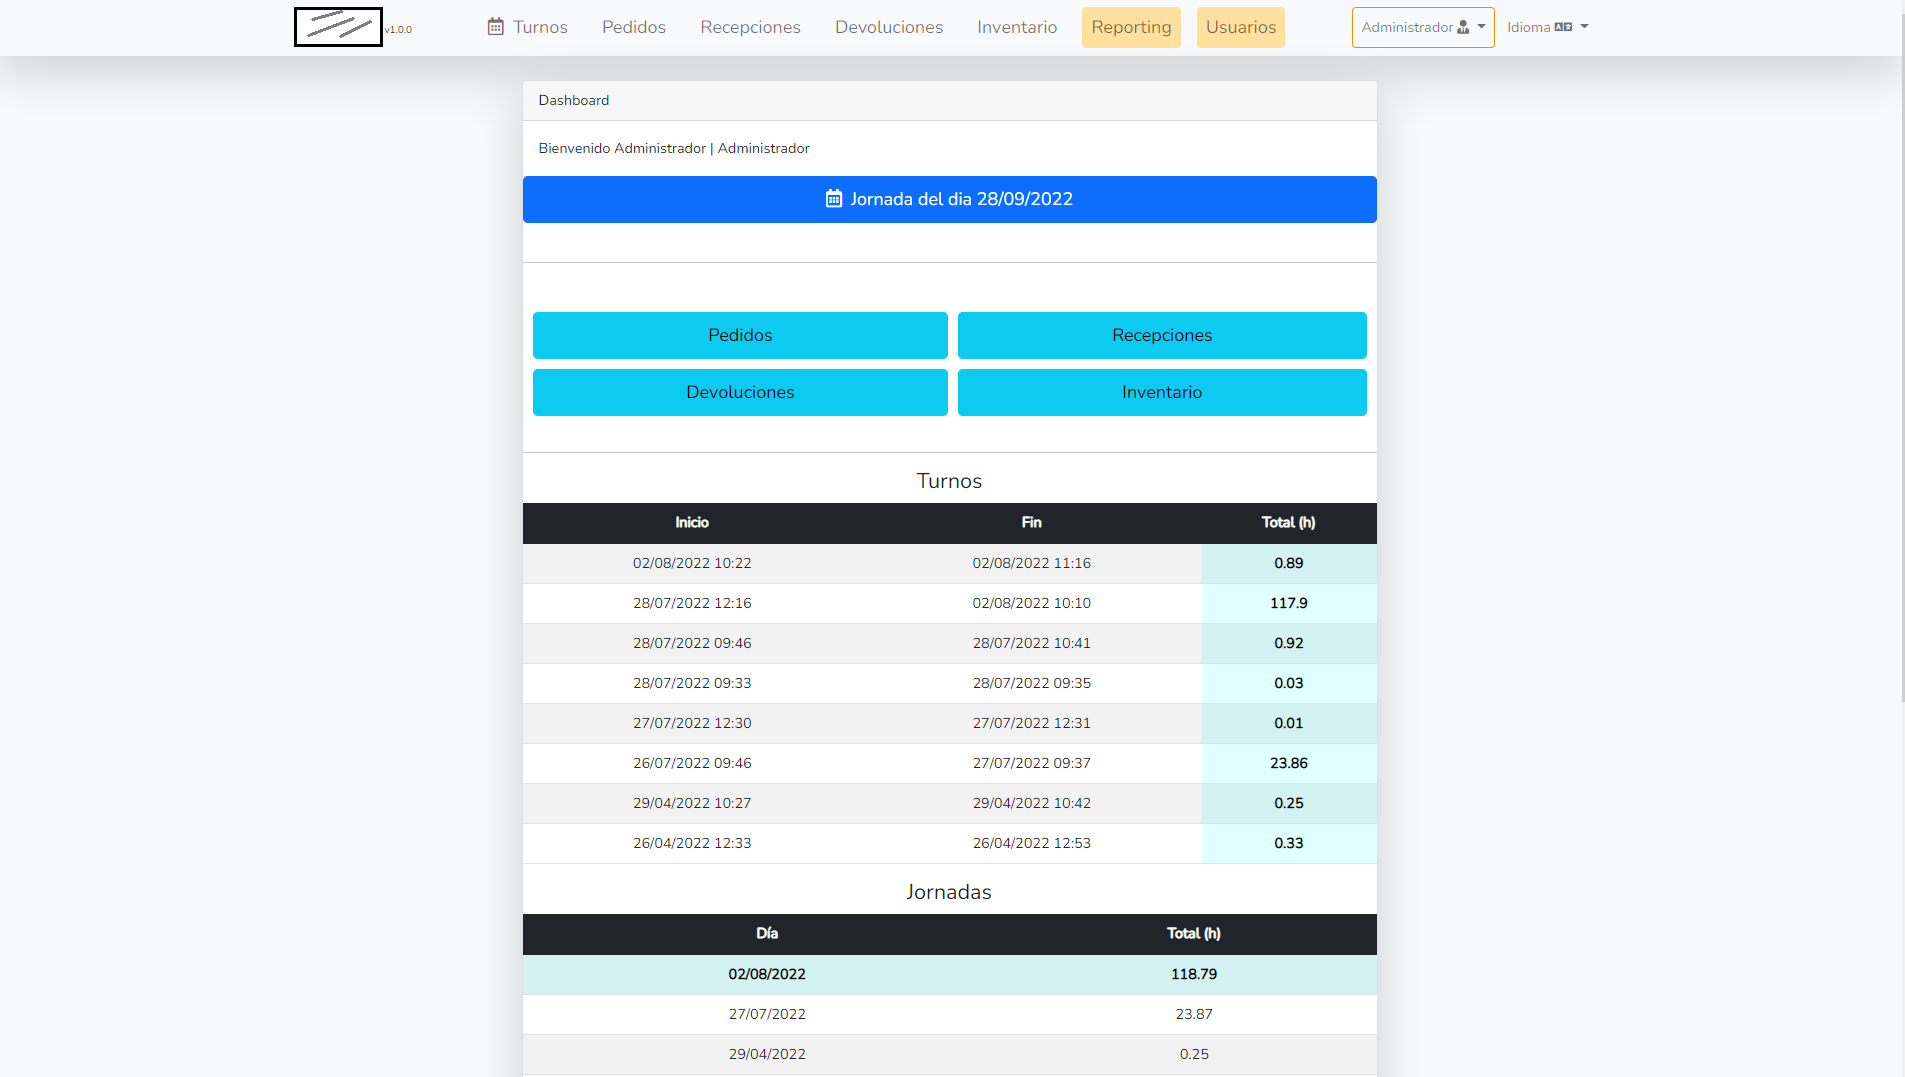 v1.0.0 Turnos Pedidos Recepciones Devoluciones Inventario Reporting Usuarios Administrador Idioma
Dashboard
Bienvenido Administrador | Administrador
Jornada del dia 28/09/2022
Pedidos Recepciones
Devoluciones Inventario
Turnos
Inicio Fin Total (h)
02/08/2022 10:22 02/08/2022 11:16 0.89
28/07/2022 12:16 02/08/2022 10:10 117.9
28/07/2022 09:46 28/07/2022 10:41 0.92
28/07/2022 09:33 28/07/2022 09:35 0.03
27/07/2022 12:30 27/07/2022 12:31 0.01
26/07/2022 09:46 27/07/2022 09:37 23.86
29/04/2022 10:27 29/04/2022 10:42 0.25
26/04/2022 12:33 26/04/2022 12:53 0.33
Jornadas
Día Total (h)
02/08/2022 118.79
27/07/2022 23.87
29/04/2022 0.25